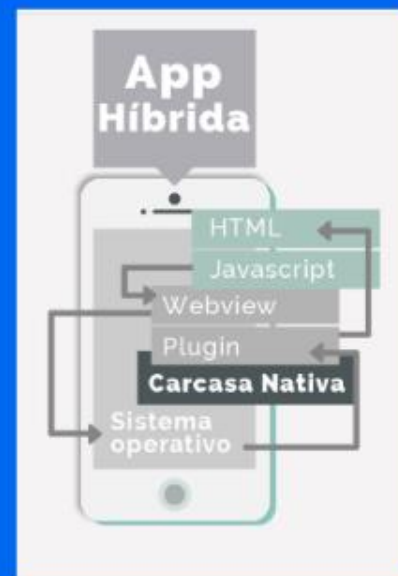 App
Híbrida
HTML
Javascript
Webview
Plugin
Carcasa Nativa
Sistema
operativo